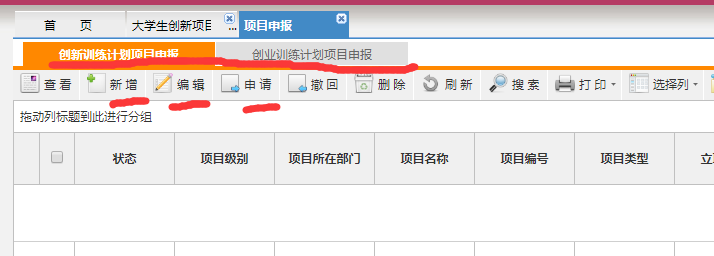 首 页 大学生创新项目 ... 项目申报
创新训练计划项目申报 创业训练计划项目申报
查看 新增 编辑 申请 撤回 删除 刷新 搜索 打印 选择列
拖动列标题到此进行分组
状态 项目级别 项目所在部门 项目名称 项目编号 项目类型 立